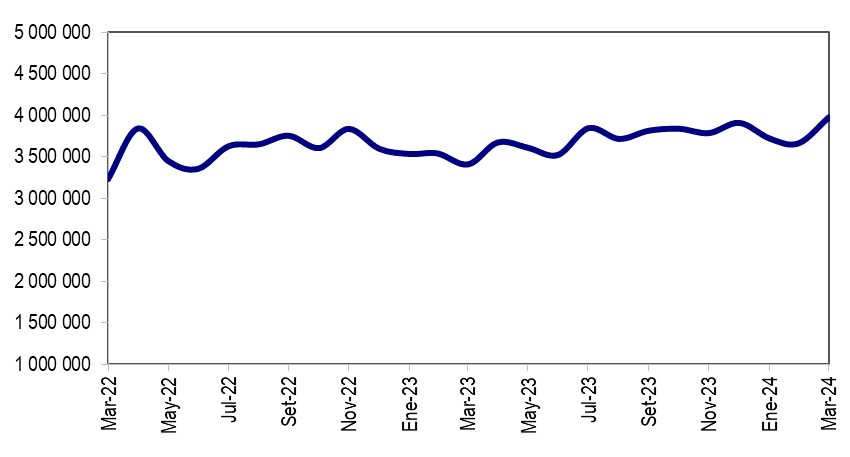 5 000 000
4 500 000
4 000 000
3 500 000
3 000 000
2 500 000
2 000 000
1 500 000
1 000 000
Mar-22
May-22
Jul-22
Set-22
Nov-22
Ene-23
Mar-23
May-23
Jul-23
Set-23
Nov-23
Ene-24
Mar-24